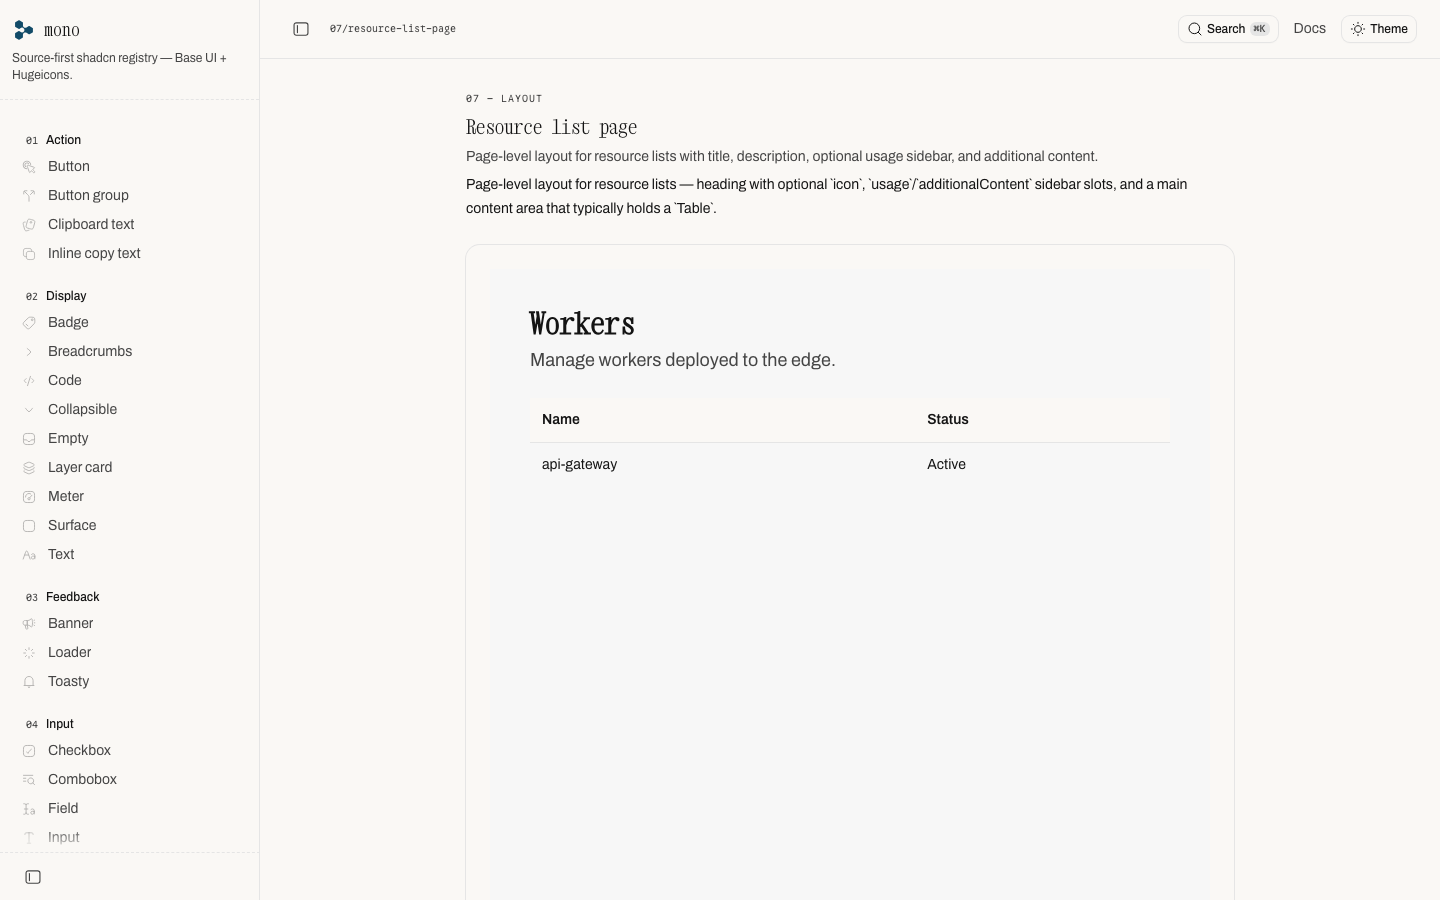 mono
Source-first shadcn registry — Base UI +
Hugeicons.
01 Action
Button
Button group
Clipboard text
Inline copy text
02 Display
Badge
Breadcrumbs
Code
Collapsible
Empty
Layer card
Meter
Surface
Text
03 Feedback
Banner
Loader
Toasty
04 Input
Checkbox
Combobox
Field
Input
07/resource-list-page
Search ⌘K
Docs
Theme
07 — LAYOUT
Resource list page
Page-level layout for resource lists with title, description, optional usage sidebar, and additional content.
Page-level layout for resource lists — heading with optional `icon`, `usage`/`additionalContent` sidebar slots, and a main
content area that typically holds a `Table`.
Workers
Manage workers deployed to the edge.
Name Status
api-gateway Active